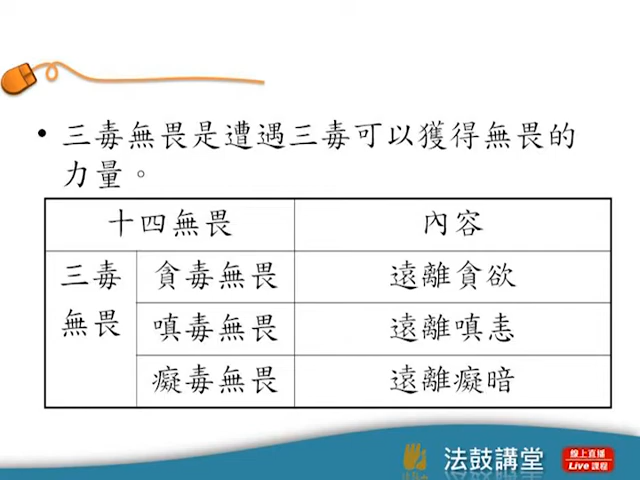 • 三毒無畏是遭遇三毒可以獲得無畏的
力量。
十四無畏 內容
三毒
無畏
貪毒無畏 遠離貪欲
嗔毒無畏 遠離嗔恚
癡毒無畏 遠離癡暗
法鼓講堂
線上直播
Live 課程